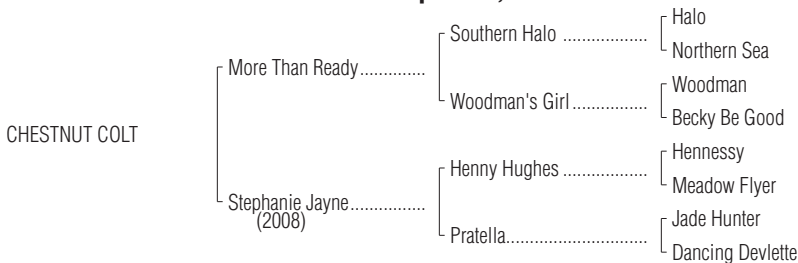 Halo
Southern Halo ..................
Northern Sea
More Than Ready..............
Woodman
Woodman's Girl................
Becky Be Good
CHESTNUT COLT
Hennessy
Henny Hughes ..................
Meadow Flyer
Stephanie Jayne...............
(2008)
Jade Hunter
Pratella..............................
Dancing Devlette